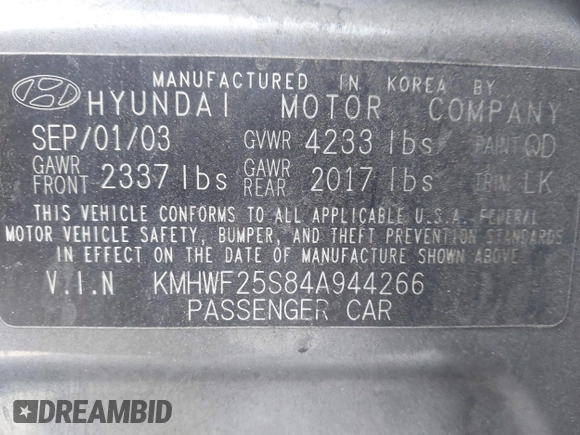 MANUFACTURED IN KOREA BY
HYUNDAI MOTOR COMPANY
SEP/01/03 GVWR 4233 lbs PAINT QD
GAWR FRONT 2337 lbs GAWR REAR 2017 lbs TRIM LK
THIS VEHICLE CONFORMS TO ALL APPLICABLE U.S.A. FEDERAL
MOTOR VEHICLE SAFETY, BUMPER, AND THEFT PREVENTION STANDARDS
IN EFFECT ON THE DATE OF MANUFACTURE SHOWN ABOVE
V.I.N KMHWF25S84A944266
PASSENGER CAR
DREAMBID